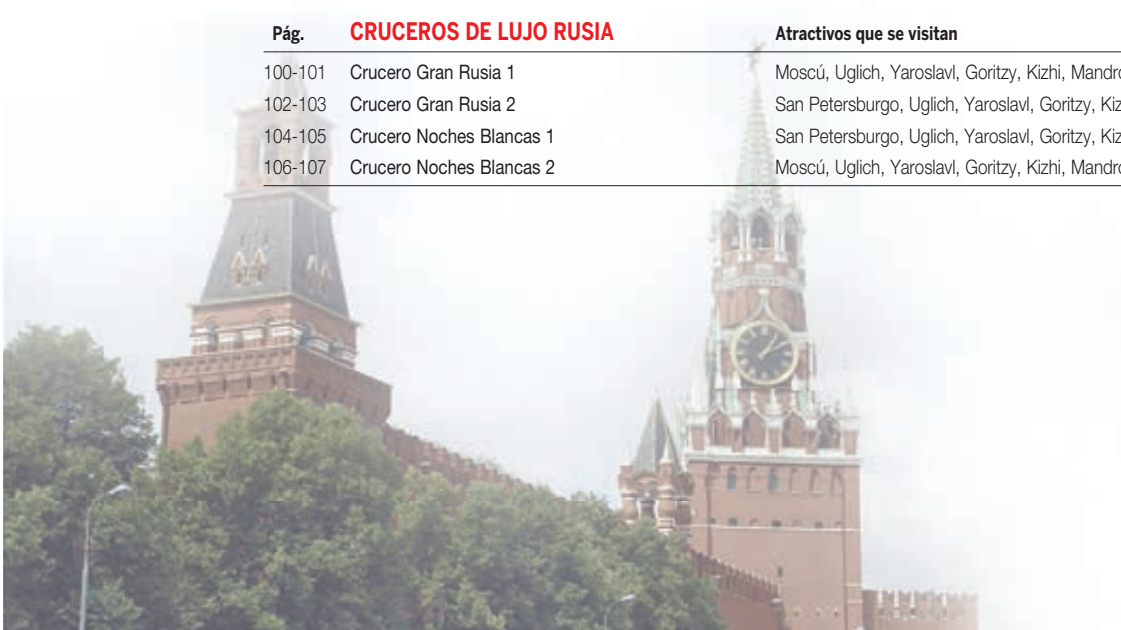 Pág. CRUCEROS DE LUJO RUSIA Atractivos que se visitan
100-101 Crucero Gran Rusia 1 Moscú, Uglich, Yaroslavl, Goritzy, Kizhi,
102-103 Crucero Gran Rusia 2 San Petersburgo, Uglich, Yaroslavl, Goritzy,
104-105 Crucero Noches Blancas 1 San Petersburgo, Uglich, Yaroslavl, Goritzy,
106-107 Crucero Noches Blancas 2 Moscú, Uglich, Yaroslavl, Goritzy, Kizhi,